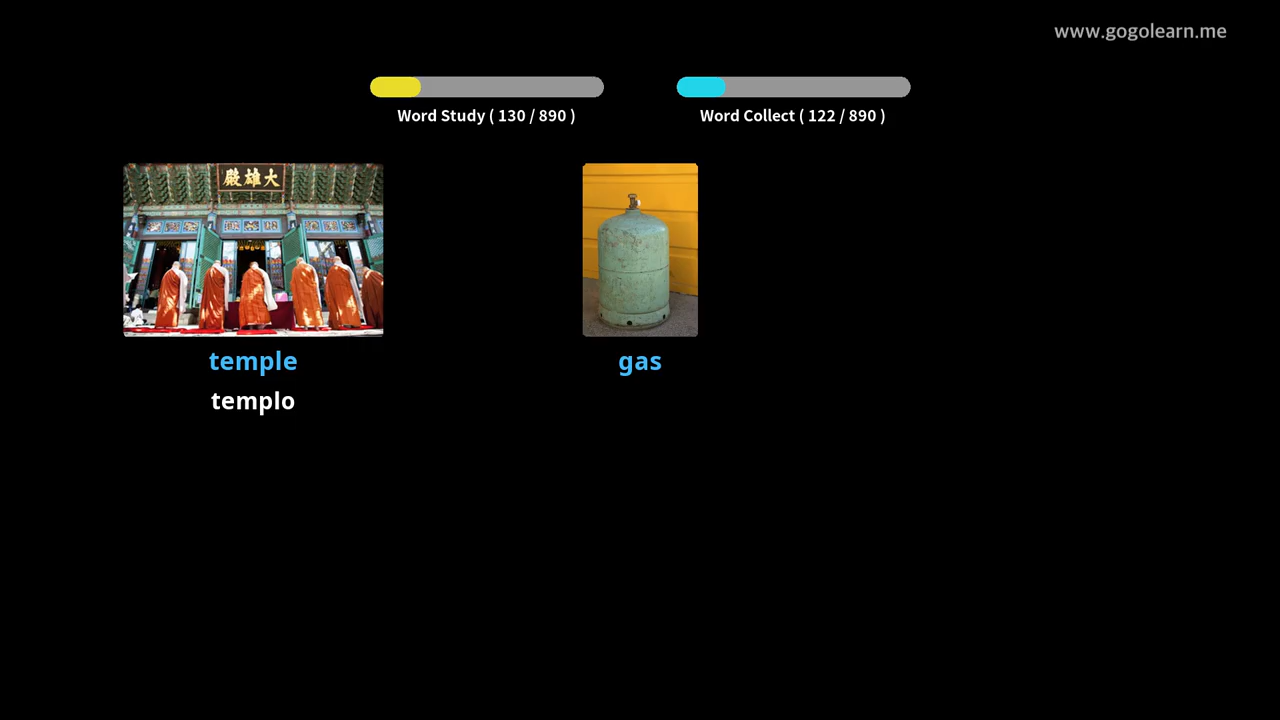 www.gogolearn.me
Word Study ( 130 / 890 )
Word Collect ( 122 / 890 )
殿雄大
temple
gas
templo